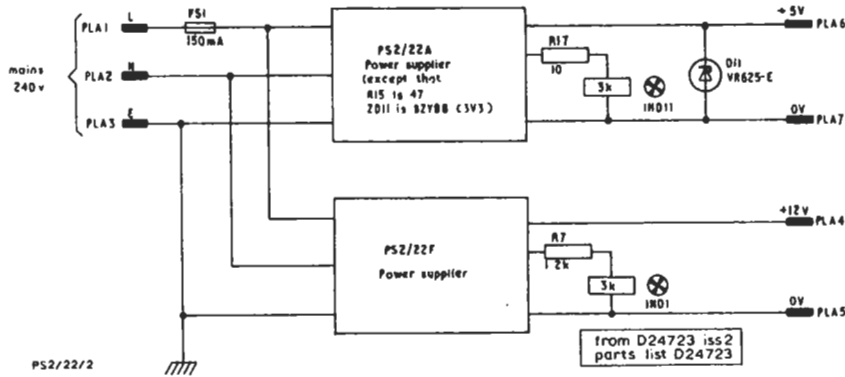 mains
240v
PLA1
L
FS1
150mA
PLA2
N
PLA3
E
PS2/22A
Power supplier
(except that
R15 is 47
ZD11 is BZY88 (3V3)
R17
10
3k
IND11
D11
VR625-E
+5V
PLA6
0V
PLA7
PS2/22F
Power supplier
R7
1·2k
3k
IND1
+12V
PLA4
0V
PLA5
from D24723 iss2
parts list D24723
PS2/22/2